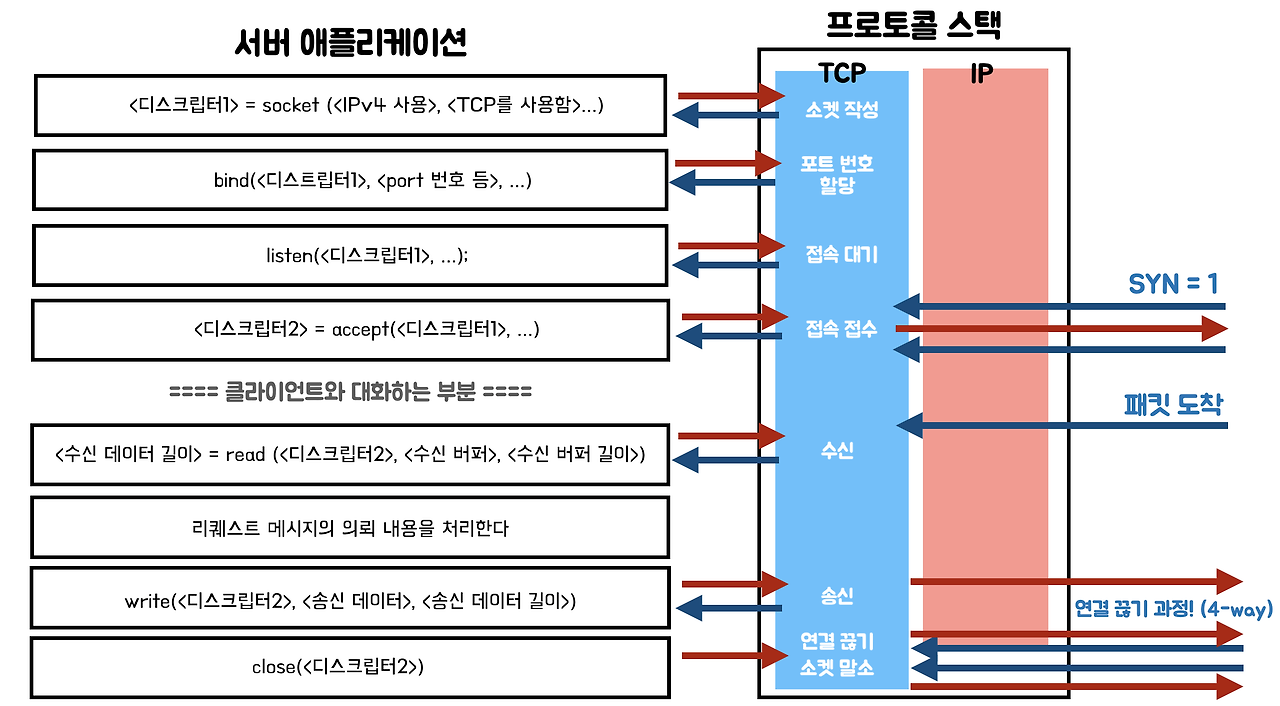 서버 애플리케이션
프로토콜 스택
TCP
IP
<디스크립터1> = socket (<IPv4 사용>, <TCP를 사용함>...)
소켓 작성
bind(<디스트립터1>, <port 번호 등>, ...)
포트 번호
할당
listen(<디스크립터1>, ...);
접속 대기
SYN = 1
<디스크립터2> = accept(<디스크립터1>, ...)
접속 접수
==== 클라이언트와 대화하는 부분 ====
패킷 도착
<수신 데이터 길이> = read (<디스크립터2>, <수신 버퍼>, <수신 버퍼 길이>)
수신
리퀘스트 메시지의 의뢰 내용을 처리한다
write(<디스크립터2>, <송신 데이터>, <송신 데이터 길이>)
송신
연결 끊기 과정! (4-way)
close(<디스크립터2>)
연결 끊기
소켓 말소